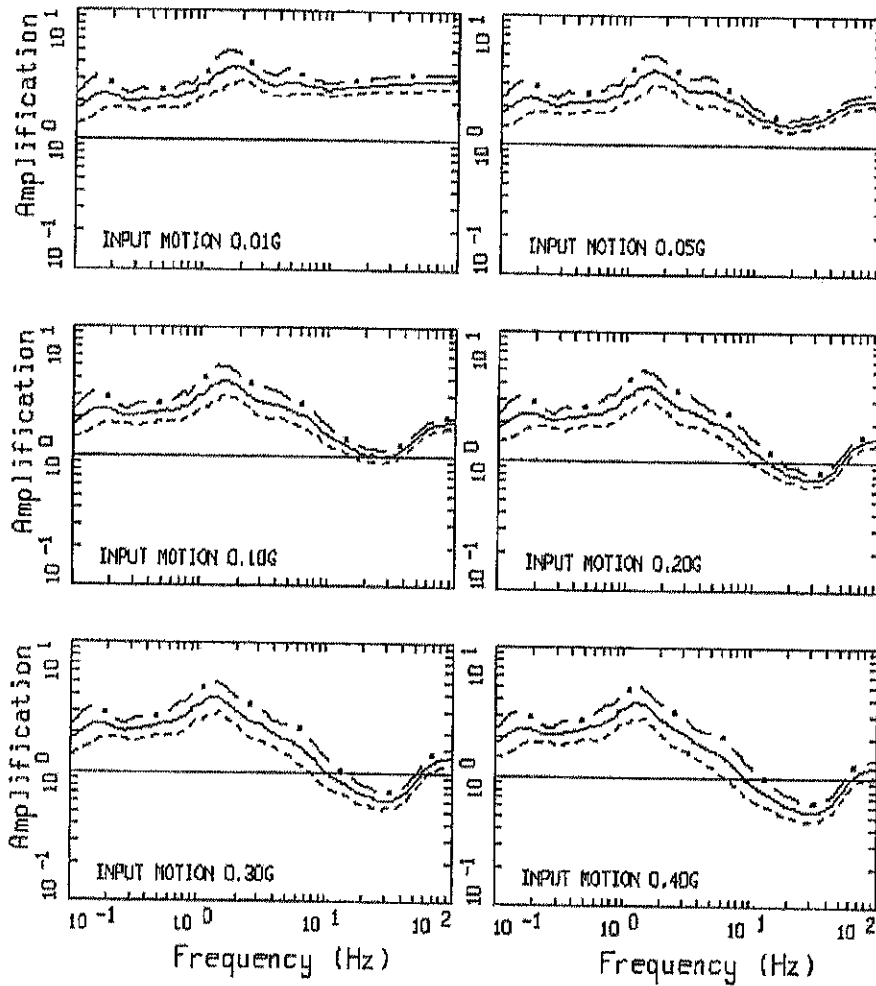 Amplification
10 1
10 0
10 -1
INPUT MOTION 0.01G
10 1
10 0
10 -1
INPUT MOTION 0.05G
Amplification
10 1
10 0
10 -1
INPUT MOTION 0.10G
10 1
10 0
10 -1
INPUT MOTION 0.20G
Amplification
10 1
10 0
10 -1
INPUT MOTION 0.30G
10 1
10 0
10 -1
INPUT MOTION 0.40G
10 -1 10 0 10 1 10 2
10 -1 10 0 10 1 10 2
Frequency (Hz)
Frequency (Hz)